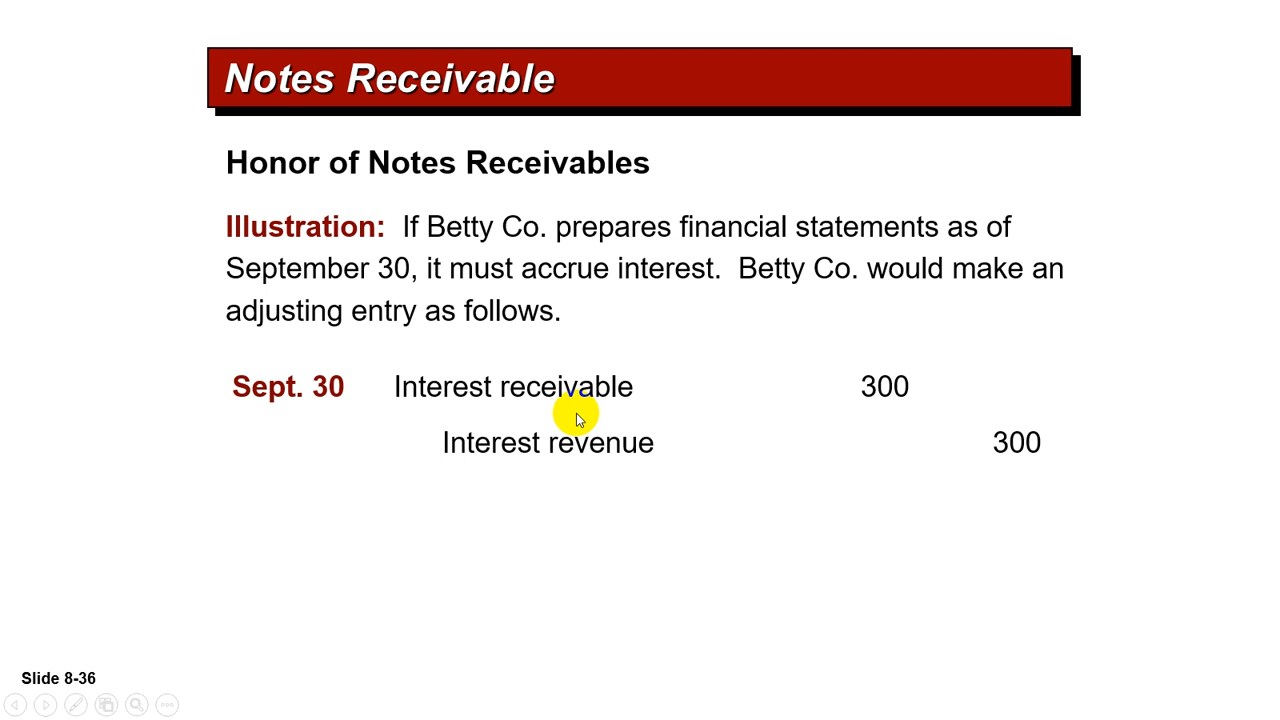 Notes Receivable
Honor of Notes Receivables
Illustration: If Betty Co. prepares financial statements as of
September 30, it must accrue interest. Betty Co. would make an
adjusting entry as follows.
Sept. 30 Interest receivable 300
Interest revenue 300
Slide 8-36